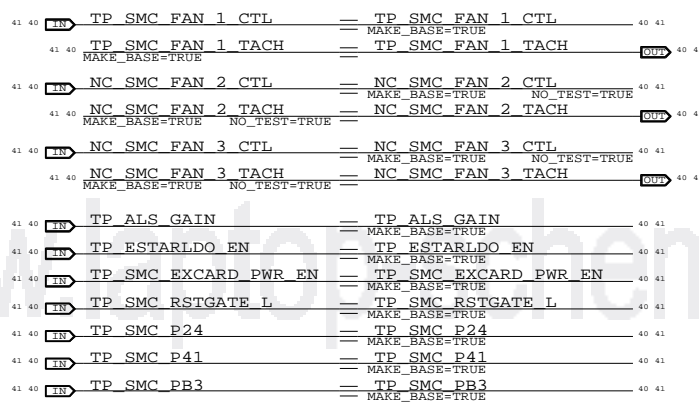 41 40 IN TP_SMC_FAN_1_CTL TP_SMC_FAN_1_CTL 40 41
MAKE_BASE=TRUE
41 40 TP_SMC_FAN_1_TACH TP_SMC_FAN_1_TACH OUT 40 4
MAKE_BASE=TRUE
41 40 IN NC_SMC_FAN_2_CTL NC_SMC_FAN_2_CTL 40 41
MAKE_BASE=TRUE NO_TEST=TRUE
41 40 NC_SMC_FAN_2_TACH NC_SMC_FAN_2_TACH OUT 40 4
MAKE_BASE=TRUE NO_TEST=TRUE
41 40 IN NC_SMC_FAN_3_CTL NC_SMC_FAN_3_CTL 40 41
MAKE_BASE=TRUE NO_TEST=TRUE
41 40 NC_SMC_FAN_3_TACH NC_SMC_FAN_3_TACH OUT 40 4
MAKE_BASE=TRUE NO_TEST=TRUE
41 40 IN TP_ALS_GAIN TP_ALS_GAIN 40 41
MAKE_BASE=TRUE
41 40 IN TP_ESTARLDO_EN TP_ESTARLDO_EN 40 41
MAKE_BASE=TRUE
41 40 IN TP_SMC_EXCARD_PWR_EN TP_SMC_EXCARD_PWR_EN 40 41
MAKE_BASE=TRUE
41 40 IN TP_SMC_RSTGATE_L TP_SMC_RSTGATE_L 40 41
MAKE_BASE=TRUE
41 40 IN TP_SMC_P24 TP_SMC_P24 40 41
MAKE_BASE=TRUE
41 40 IN TP_SMC_P41 TP_SMC_P41 40 41
MAKE_BASE=TRUE
41 40 IN TP_SMC_PB3 TP_SMC_PB3 40 41
MAKE_BASE=TRUE
w.laptop-schem